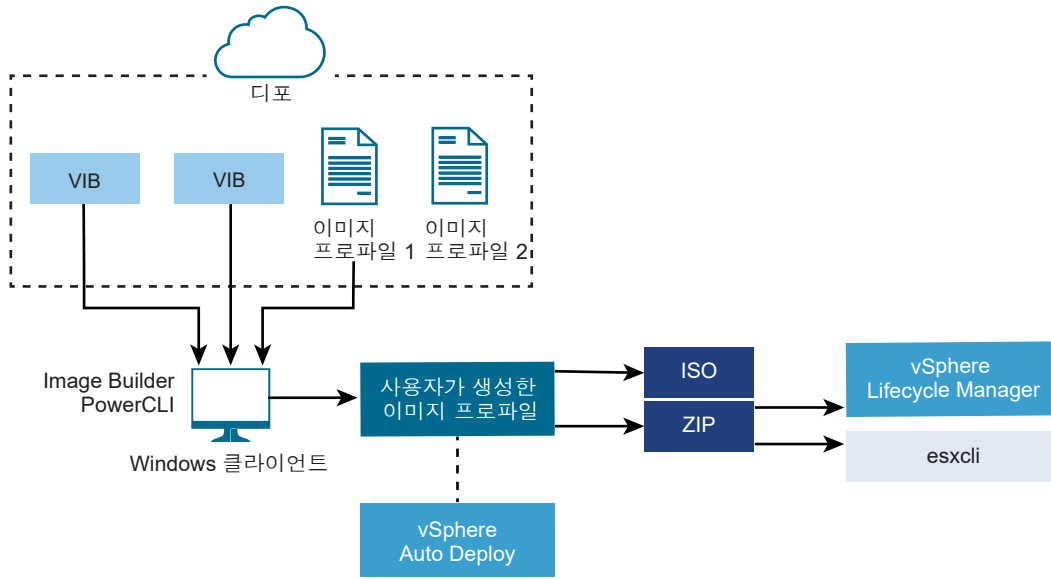 디포
VIB
VIB
이미지
프로파일 1
이미지
프로파일 2
Image Builder
PowerCLI
Windows 클라이언트
사용자가 생성한
이미지 프로파일
ISO
ZIP
vSphere
Lifecycle Manager
esxcli
vSphere
Auto Deploy